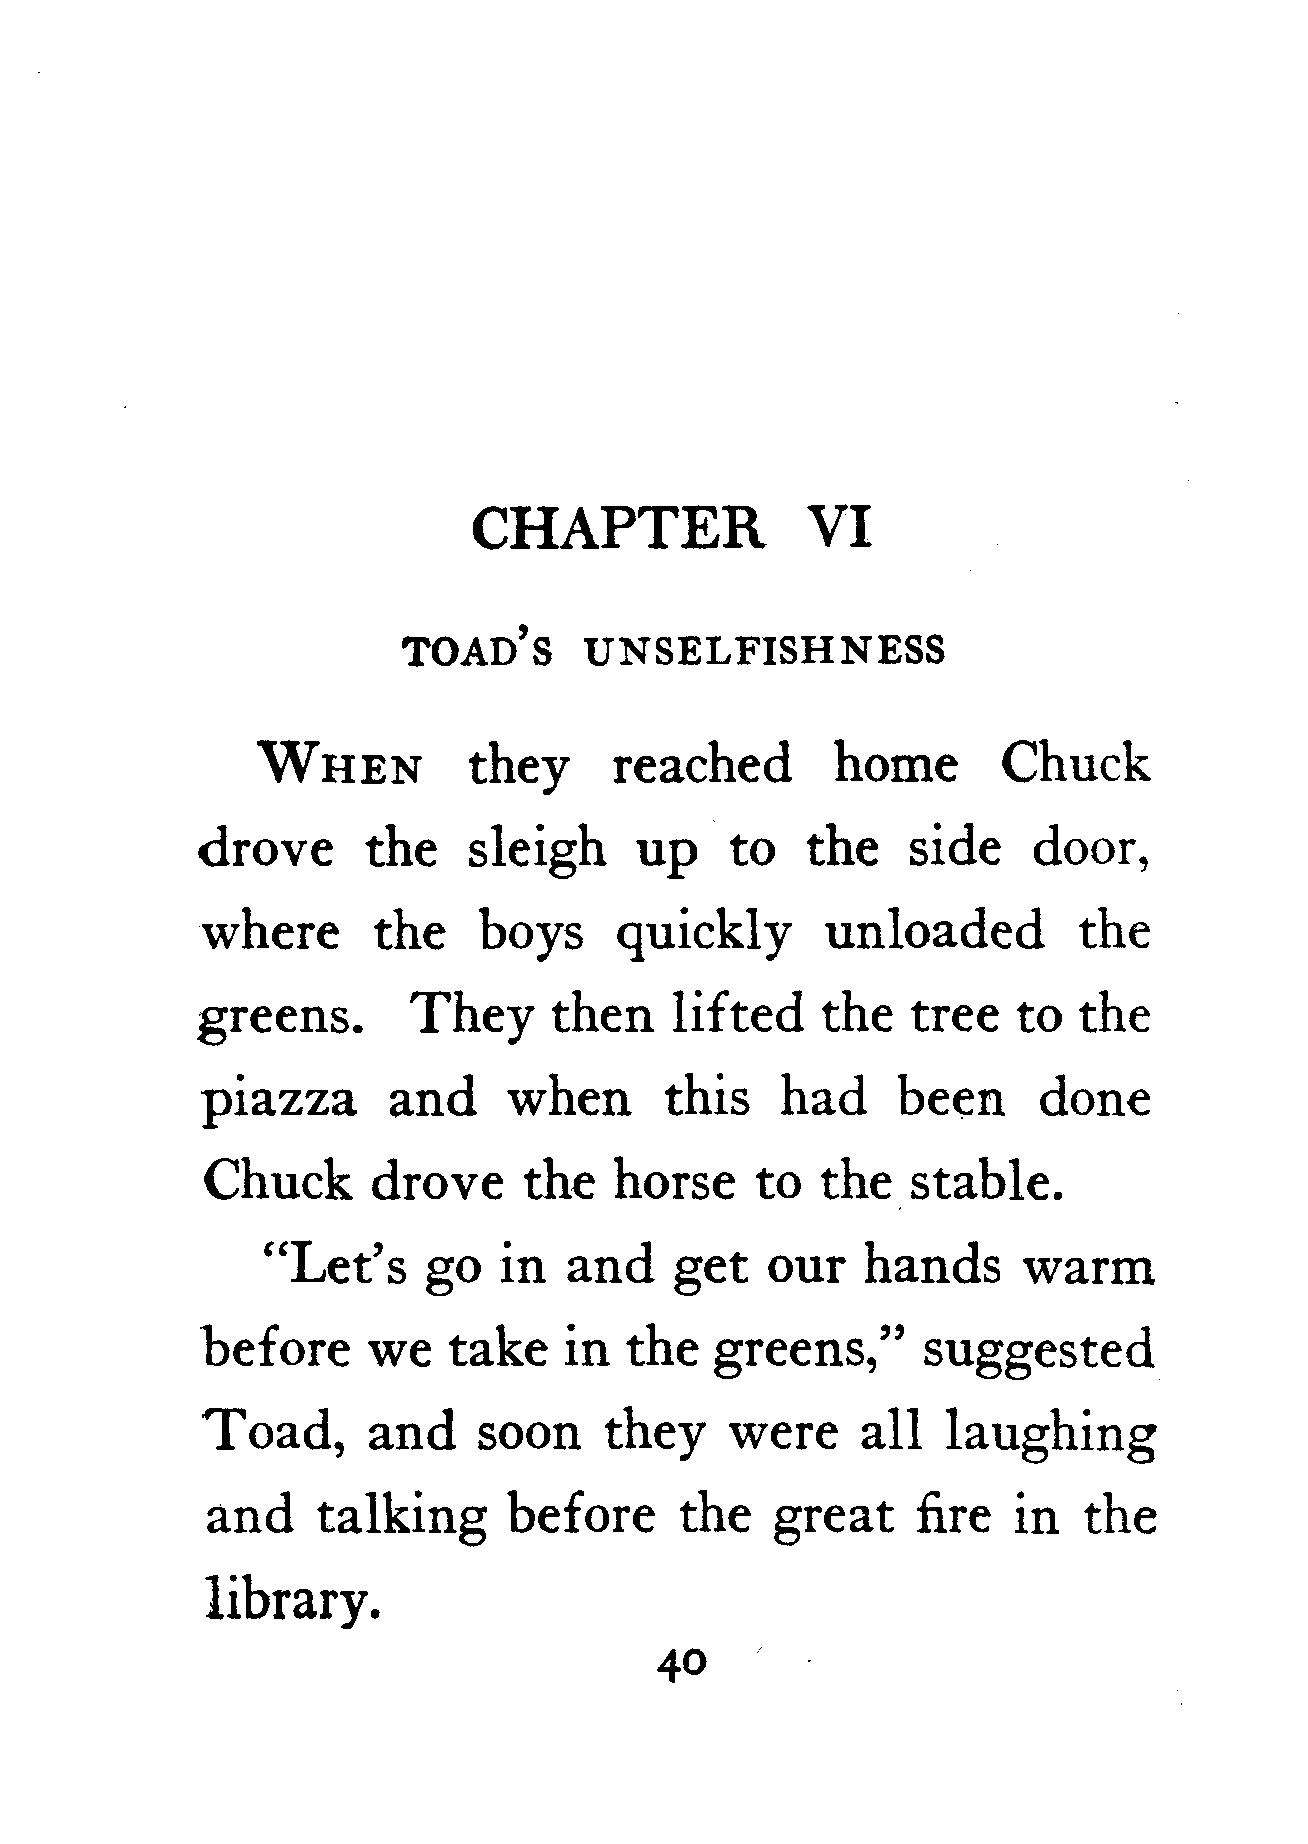 CHAPTER VI
TOAD'S UNSELFISHNESS
WHEN they reached home Chuck
drove the sleigh up to the side door,
where the boys quickly unloaded the
greens. They then lifted the tree to the
piazza and when this had been done
Chuck drove the horse to the stable.
“Let's go in and get our hands warm
before we take in the greens,” suggested
Toad, and soon they were all laughing
and talking before the great fire in the
library.
40